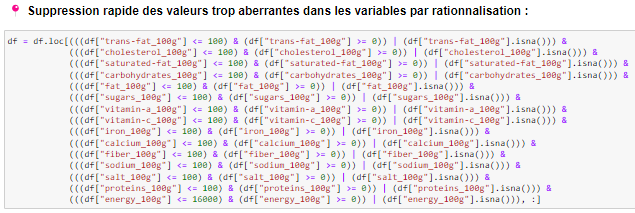 Suppression rapide des valeurs trop aberrantes dans les variables par rationnalisation :
df = df.loc[(((df["trans-fat_100g"] <= 100) & (df["trans-fat_100g"] >= 0)) | (df["trans-fat_100g"].isna())) &
(((df["cholesterol_100g"] <= 100) & (df["cholesterol_100g"] >= 0)) | (df["cholesterol_100g"].isna())) &
(((df["saturated-fat_100g"] <= 100) & (df["saturated-fat_100g"] >= 0)) | (df["saturated-fat_100g"].isna())) &
(((df["carbohydrates_100g"] <= 100) & (df["carbohydrates_100g"] >= 0)) | (df["carbohydrates_100g"].isna())) &
(((df["fat_100g"] <= 100) & (df["fat_100g"] >= 0)) | (df["fat_100g"].isna())) &
(((df["sugars_100g"] <= 100) & (df["sugars_100g"] >= 0)) | (df["sugars_100g"].isna())) &
(((df["vitamin-a_100g"] <= 100) & (df["vitamin-a_100g"] >= 0)) | (df["vitamin-a_100g"].isna())) &
(((df["vitamin-c_100g"] <= 100) & (df["vitamin-c_100g"] >= 0)) | (df["vitamin-c_100g"].isna())) &
(((df["iron_100g"] <= 100) & (df["iron_100g"] >= 0)) | (df["iron_100g"].isna())) &
(((df["calcium_100g"] <= 100) & (df["calcium_100g"] >= 0)) | (df["calcium_100g"].isna())) &
(((df["fiber_100g"] <= 100) & (df["fiber_100g"] >= 0)) | (df["fiber_100g"].isna())) &
(((df["sodium_100g"] <= 100) & (df["sodium_100g"] >= 0)) | (df["sodium_100g"].isna())) &
(((df["salt_100g"] <= 100) & (df["salt_100g"] >= 0)) | (df["salt_100g"].isna())) &
(((df["proteins_100g"] <= 100) & (df["proteins_100g"] >= 0)) | (df["proteins_100g"].isna())) &
(((df["energy_100g"] <= 16000) & (df["energy_100g"] >= 0)) | (df["energy_100g"].isna())), :]